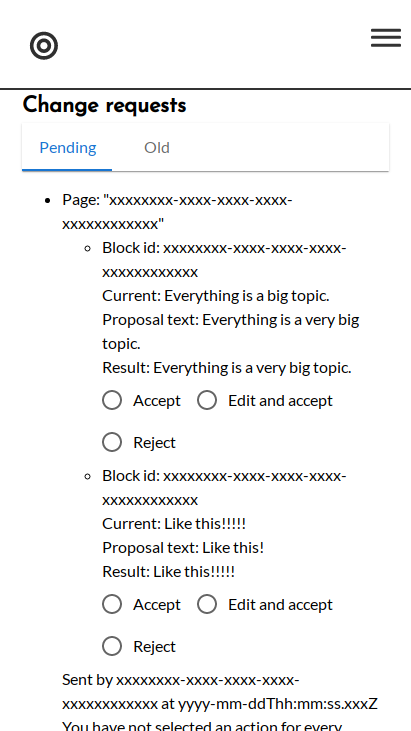 Change requests
Pending Old
Page: "xxxxxxxx-xxxx-xxxx-xxxx-
xxxxxxxxxxxx"
Block id: xxxxxxxx-xxxx-xxxx-xxxx-
xxxxxxxxxxxx
Current: Everything is a big topic.
Proposal text: Everything is a very big
topic.
Result: Everything is a very big topic.
Accept Edit and accept
Reject
Block id: xxxxxxxx-xxxx-xxxx-xxxx-
xxxxxxxxxxxx
Current: Like this!!!!!
Proposal text: Like this!
Result: Like this!!!!!
Accept Edit and accept
Reject
Sent by xxxxxxxx-xxxx-xxxx-xxxx-
xxxxxxxxxxxx at yyyy-mm-ddThh:mm:ss.xxxZ
You have not selected an action for every